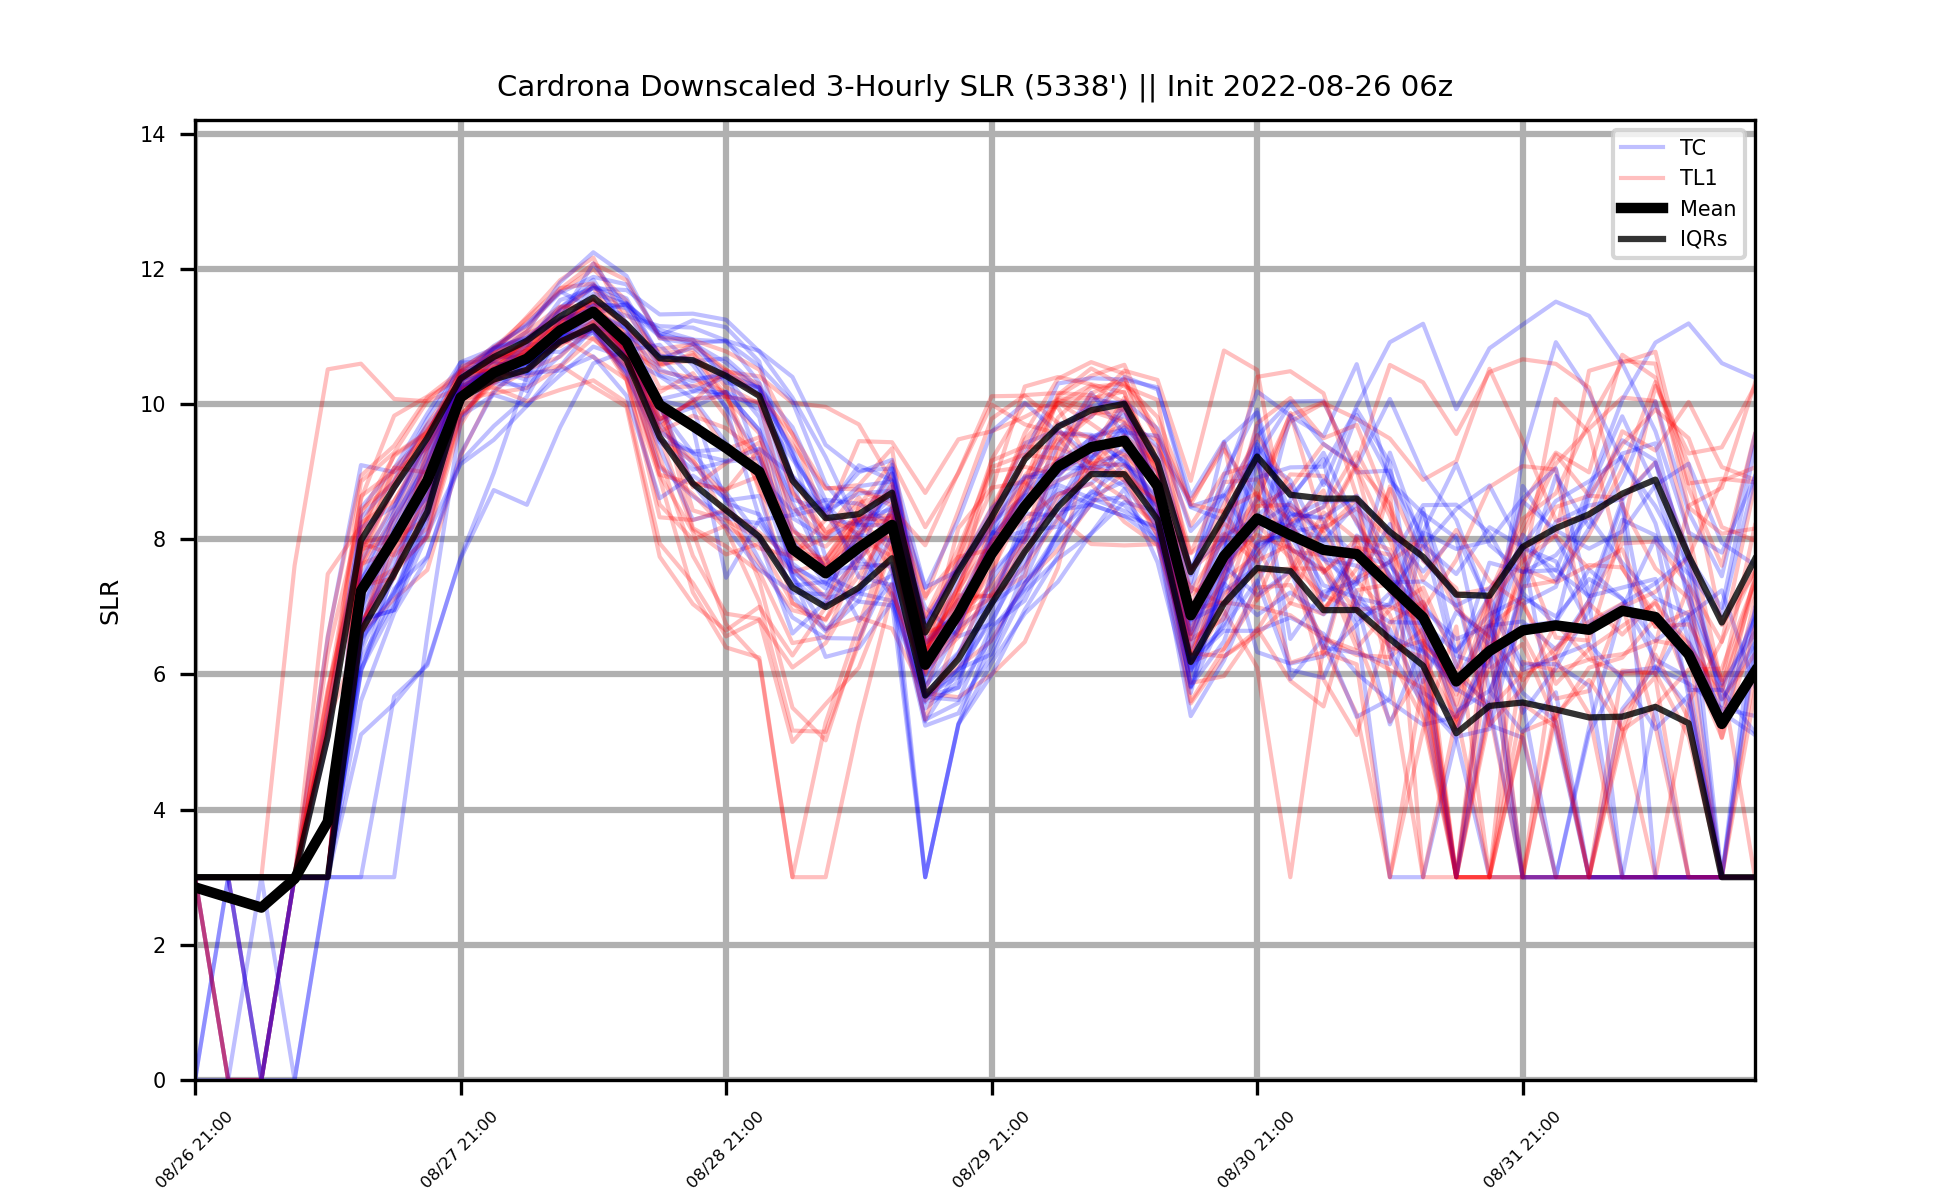 Cardrona Downscaled 3-Hourly SLR (5338') || Init 2022-08-26 06z
14
12
10
8
6
4
2
0
SLR
TC
TL1
Mean
IQRs
08/26 21:00
08/27 21:00
08/28 21:00
08/29 21:00
08/30 21:00
08/31 21:00